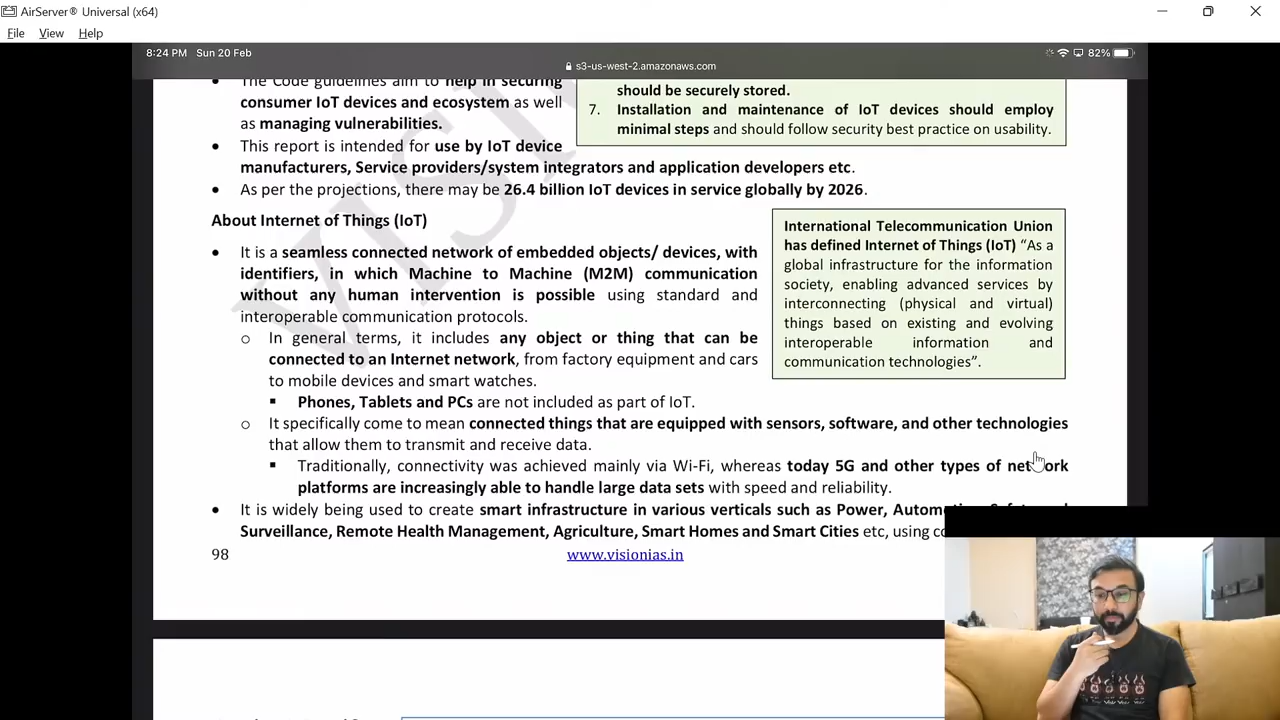 AirServer® Universal (x64)
File View Help
8:24 PM Sun 20 Feb
82%
s3-us-west-2.amazonaws.com
• The Code guidelines aim to help in securing
consumer IoT devices and ecosystem as well
as managing vulnerabilities.
should be securely stored.
7. Installation and maintenance of IoT devices should employ
minimal steps and should follow security best practice on usability.
• This report is intended for use by IoT device
manufacturers, Service providers/system integrators and application developers etc.
• As per the projections, there may be 26.4 billion IoT devices in service globally by 2026.
About Internet of Things (IoT)
• It is a seamless connected network of embedded objects/ devices, with
identifiers, in which Machine to Machine (M2M) communication
without any human intervention is possible using standard and
interoperable communication protocols.
o In general terms, it includes any object or thing that can be
connected to an Internet network, from factory equipment and cars
to mobile devices and smart watches.
▪ Phones, Tablets and PCs are not included as part of IoT.
International Telecommunication Union
has defined Internet of Things (IoT) “As a
global infrastructure for the information
society, enabling advanced services by
interconnecting (physical and virtual)
things based on existing and evolving
interoperable information and
communication technologies”.
o It specifically come to mean connected things that are equipped with sensors, software, and other technologies
that allow them to transmit and receive data.
▪ Traditionally, connectivity was achieved mainly via Wi-Fi, whereas today 5G and other types of network
platforms are increasingly able to handle large data sets with speed and reliability.
• It is widely being used to create smart infrastructure in various verticals such as Power,
Surveillance, Remote Health Management, Agriculture, Smart Homes and Smart Cities etc, using
98
www.visionias.in